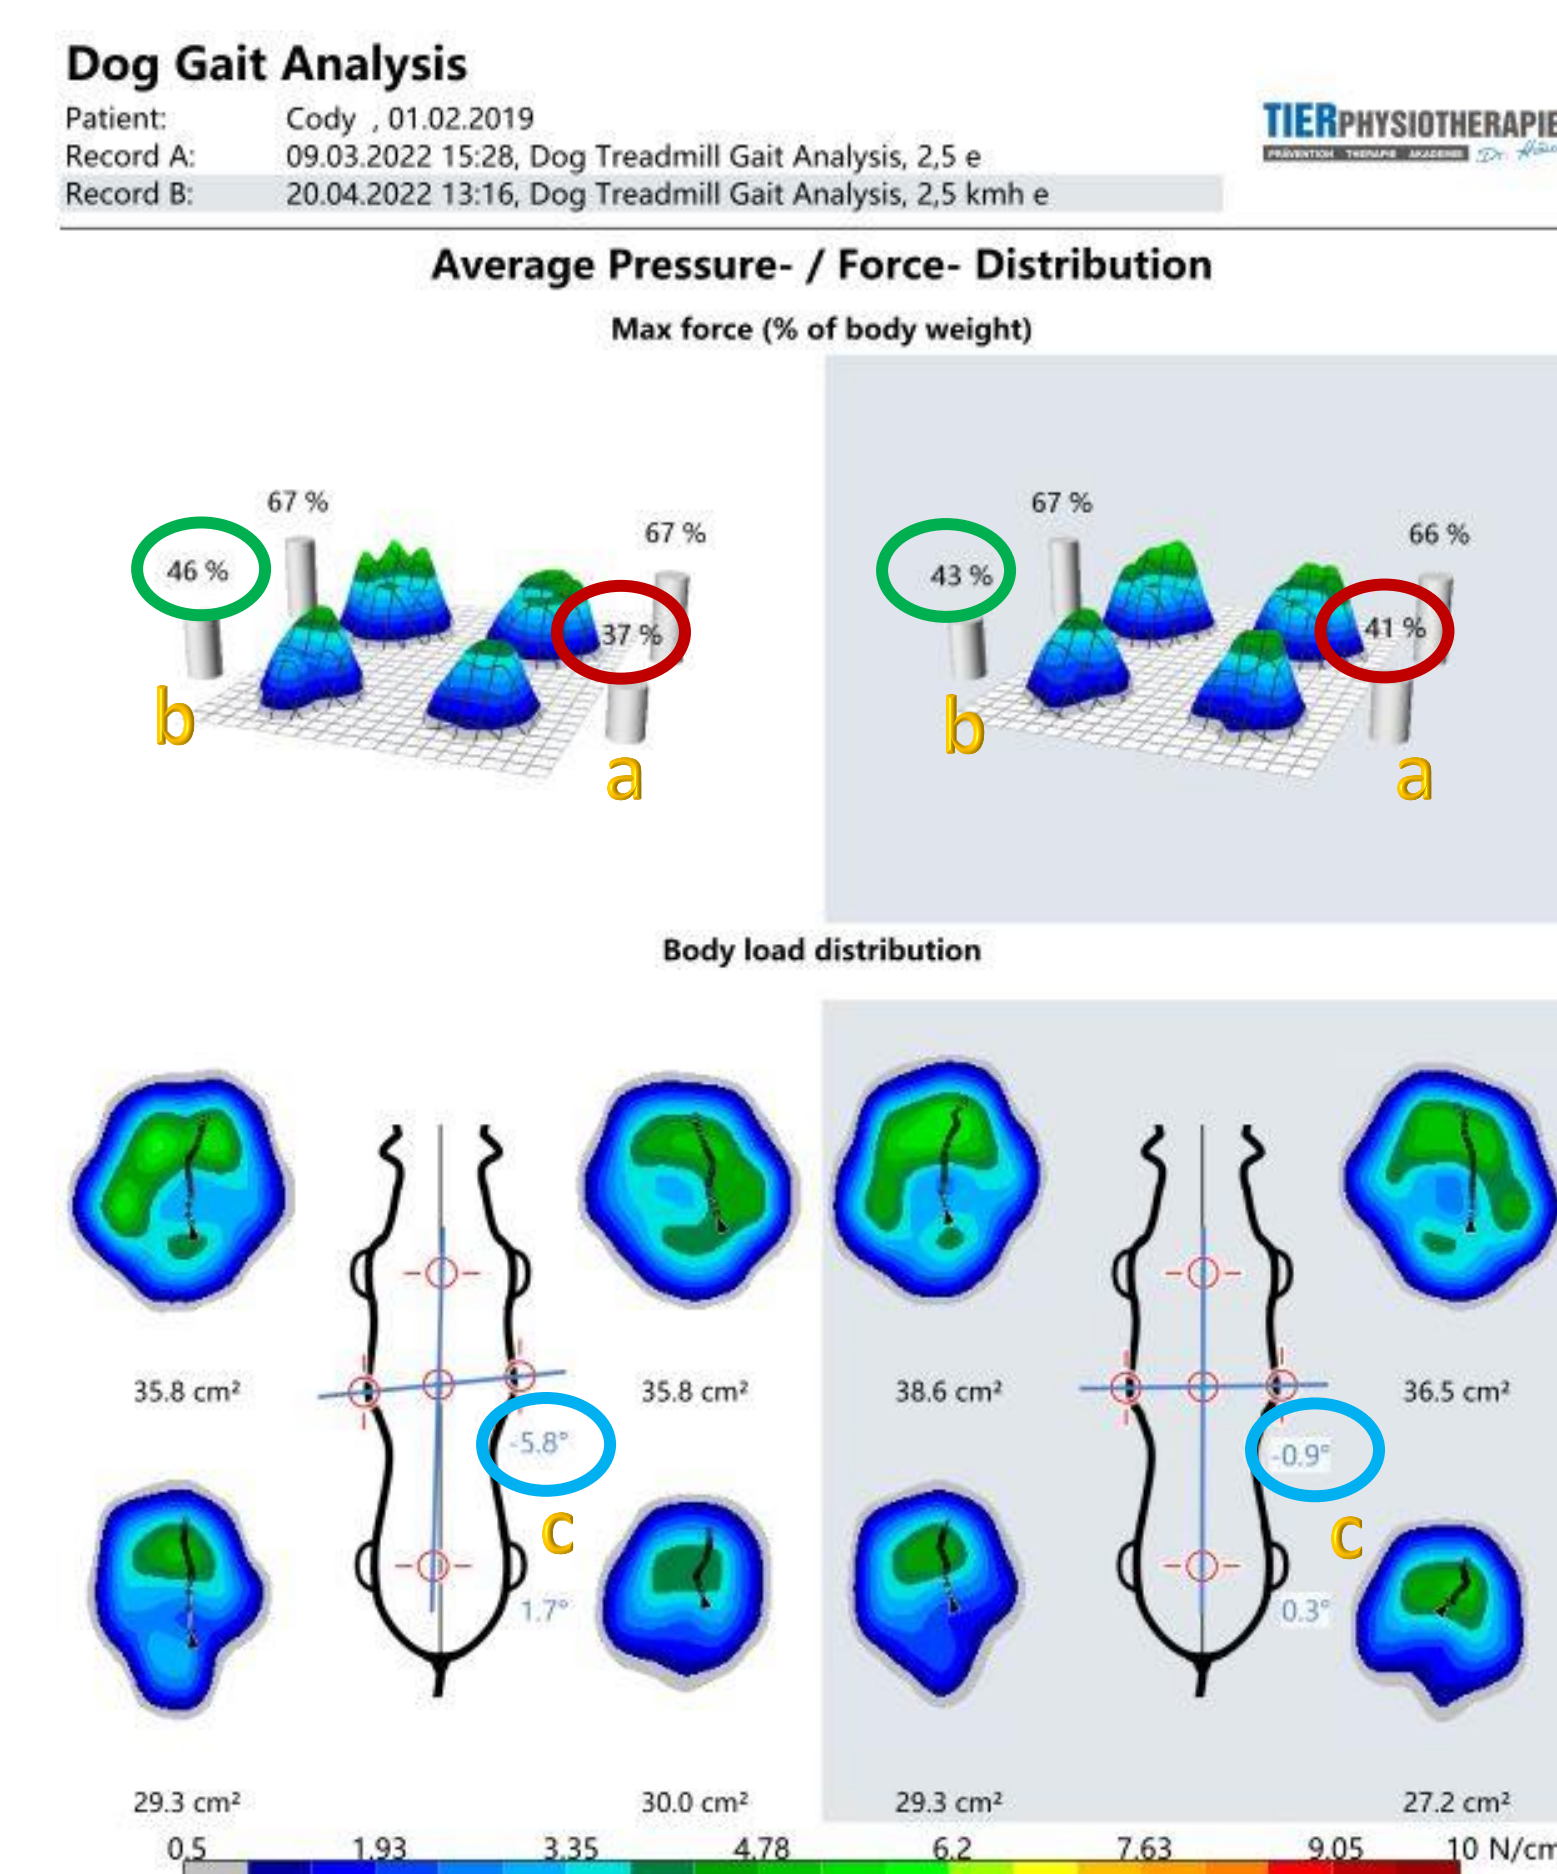 Dog Gait Analysis
Patient: Cody , 01.02.2019
Record A: 09.03.2022 15:28, Dog Treadmill Gait Analysis, 2,5 e
Record B: 20.04.2022 13:16, Dog Treadmill Gait Analysis, 2,5 kmh e
TIERPHYSIOTHERAPIE
PRÄVENTION THERAPIE AKADEMIE Dr.
Average Pressure- / Force- Distribution
Max force (% of body weight)
67 % 67 %
67 % 66 %
46 % 43 %
37 % 41 %
b b
a a
Body load distribution
35.8 cm² 35.8 cm² 38.6 cm² 36.5 cm²
-5.8° -0.9°
c c
1.7° 0.3°
29.3 cm² 30.0 cm² 29.3 cm² 27.2 cm²
0.5 1.93 3.35 4.78 6.2 7.63 9.05 10 N/cm